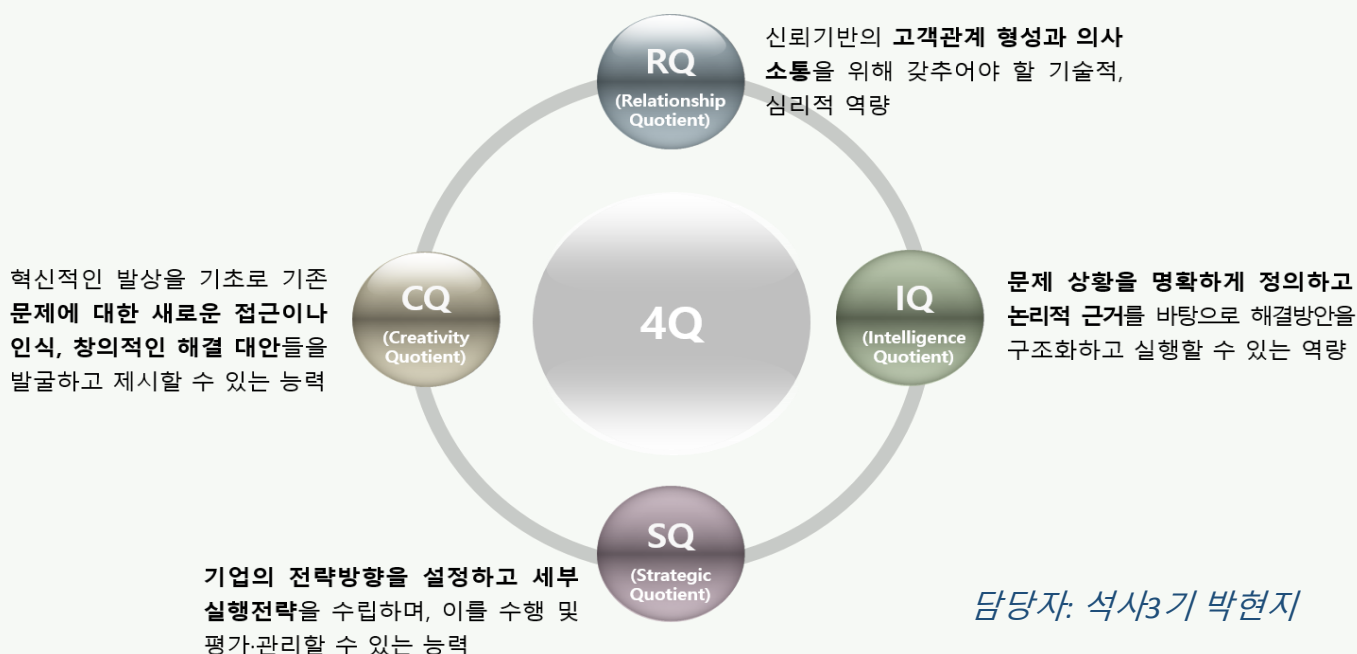 RQ
(Relationship
Quotient)
신뢰기반의 고객관계 형성과 의사
소통을 위해 갖추어야 할 기술적,
심리적 역량
혁신적인 발상을 기초로 기존
문제에 대한 새로운 접근이나
인식, 창의적인 해결 대안들을
발굴하고 제시할 수 있는 능력
CQ
(Creativity
Quotient)
4Q
IQ
(Intelligence
Quotient)
문제 상황을 명확하게 정의하고
논리적 근거를 바탕으로 해결방안을
구조화하고 실행할 수 있는 역량
SQ
(Strategic
Quotient)
기업의 전략방향을 설정하고 세부
실행전략을 수립하며, 이를 수행 및
평가·관리할 수 있는 능력
담당자: 석사3기 박현지